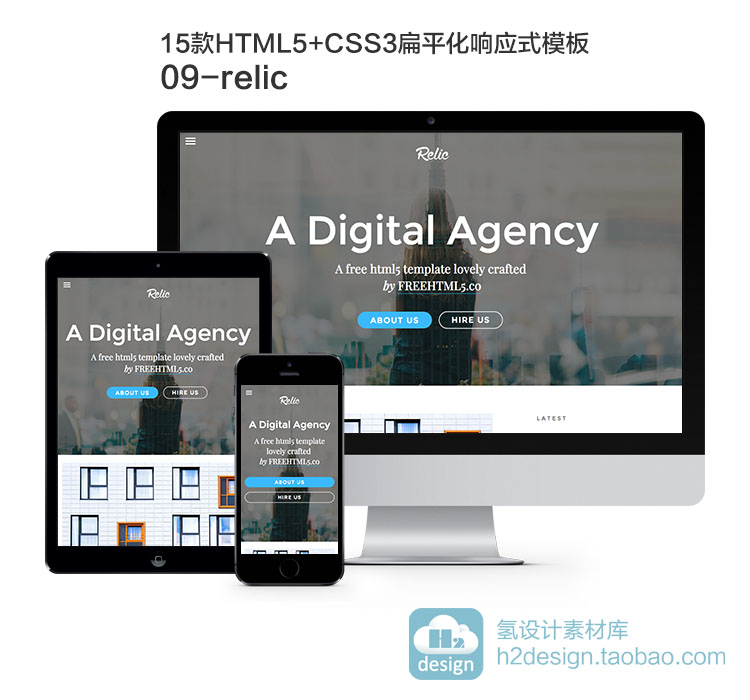 15款HTML5+CSS3扁平化响应式模板
09-relic
Relic
A Digital Agency
A free html5 template lovely crafted
by FREEHTML5.co
ABOUT US
HIRE US
LATEST
Relic
A Digital Agency
A free html5 template lovely crafted
by FREEHTML5.co
ABOUT US
HIRE US
Relic
A Digital Agency
A free html5 template
lovely crafted
by FREEHTML5.co
ABOUT US
HIRE US
H2
design
氢设计素材库
h2design.taobao.com